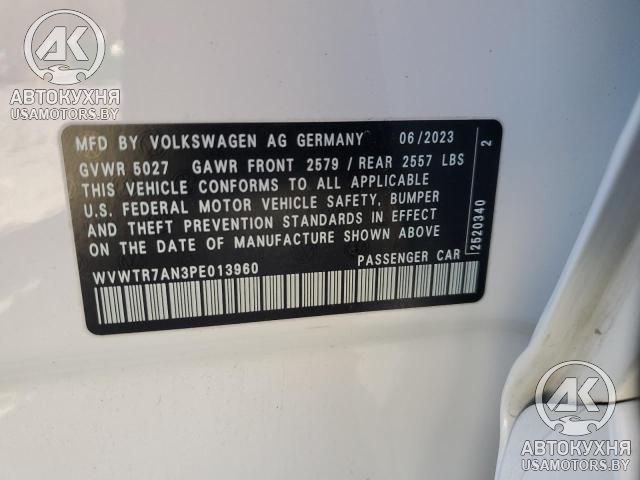 AK
АВТОКУХНЯ
USAMOTORS.BY
MFD BY VOLKSWAGEN AG GERMANY 06/2023
GVWR 5027 GAWR FRONT 2579 / REAR 2557 LBS
THIS VEHICLE CONFORMS TO ALL APPLICABLE
U.S. FEDERAL MOTOR VEHICLE SAFETY, BUMPER
AND THEFT PREVENTION STANDARDS IN EFFECT
ON THE DATE OF MANUFACTURE SHOWN ABOVE
WVWTR7AN3PE013960 PASSENGER CAR
2520340 2
AK
АВТОКУХНЯ
USAMOTORS.BY